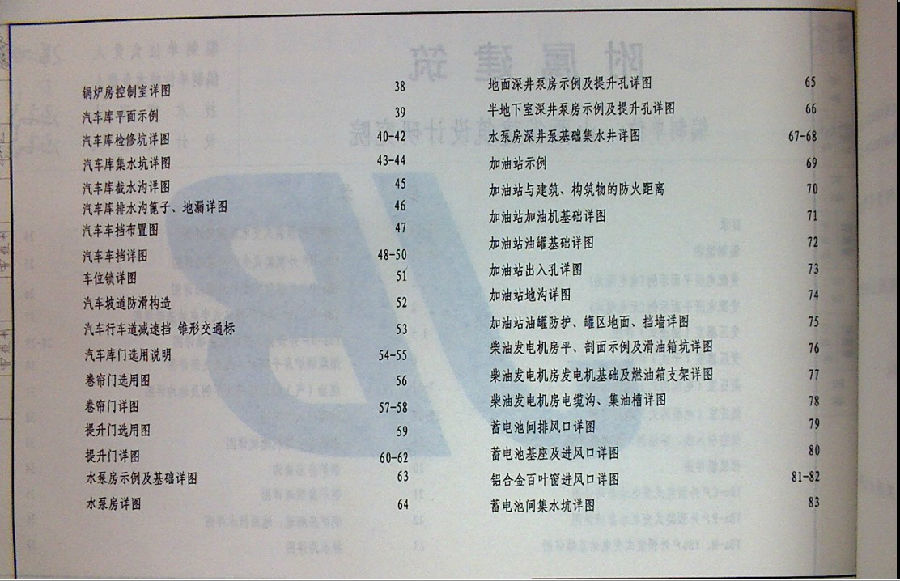 锅炉房控制室详图 38
汽车库平面示例 39
汽车库检修坑详图 40-42
汽车库集水坑详图 43-44
汽车库截水沟详图 45
汽车库排水沟篦子、地漏详图 46
汽车车挡布置图 47
汽车车挡详图 48-50
车位锁详图 51
汽车坡道防滑构造 52
汽车行车道减速挡 锥形交通标 53
汽车库门选用说明 54-55
卷帘门选用图 56
卷帘门详图 57-58
提升门选用图 59
提升门详图 60-62
水泵房示例及基础详图 63
水泵房详图 64
地面深井泵房示例及提升孔详图 65
半地下室深井泵房示例及提升孔详图 66
水泵房深井泵基础集水井详图 67-68
加油站示例 69
加油站与建筑、构筑物的防火距离 70
加油站加油机基础详图 71
加油站油罐基础详图 72
加油站出入孔详图 73
加油站地沟详图 74
加油站油罐防护、罐区地面、挡墙详图 75
柴油发电机房平、剖面示例及滑油箱坑详图 76
柴油发电机房发电机基础及燃油箱支架详图 77
柴油发电机房电缆沟、集油槽详图 78
蓄电池间排风口详图 79
蓄电池基座及进风口详图 80
铝合金百叶窗进风口详图 81-82
蓄电池间集水坑详图 83